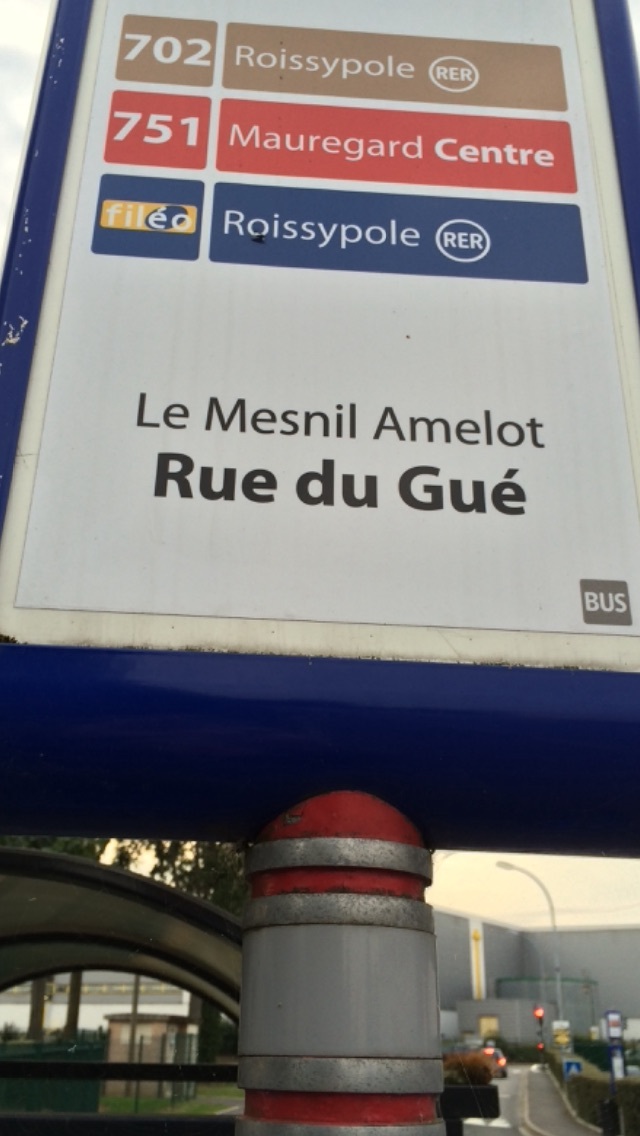 702 Roissypole RER
751 Mauregard Centre
filéo Roissypole RER
Le Mesnil Amelot
Rue du Gué
BUS